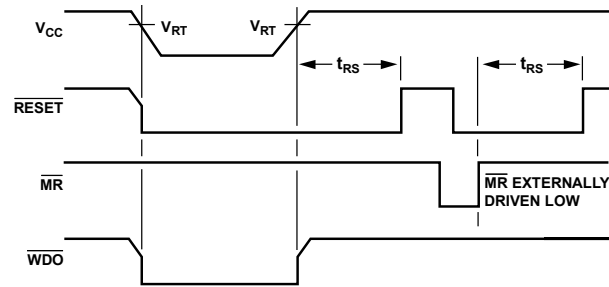 V_CC V_RT V_RT
t_RS t_RS
RESET
MR
MR EXTERNALLY
DRIVEN LOW
WDO